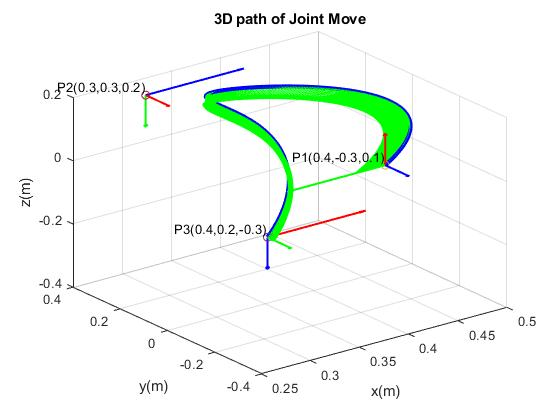 3D path of Joint Move
P2(0.3,0.3,0.2)
0.2
P1(0.4,-0.3,0.1)
0
z(m)
P3(0.4,0.2,-0.3)
-0.2
-0.4
0.4
0.5
0.2
0.45
0
0.4
-0.2
0.35
0.3
-0.4
0.25
y(m)
x(m)